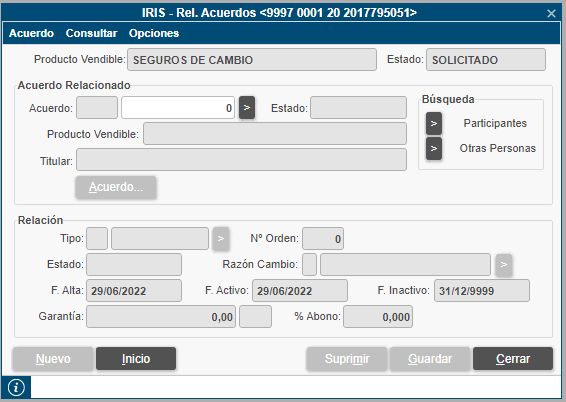 IRIS - Rel. Acuerdos <9997 0001 20 2017795051>
Acuerdo Consultar Opciones
Producto Vendible: SEGUROS DE CAMBIO Estado: SOLICITADO
Acuerdo Relacionado
Acuerdo: 0 > Estado:
Búsqueda
> Participantes
> Otras Personas
Producto Vendible:
Titular:
Acuerdo...
Relación
Tipo: > Nº Orden: 0
Estado: Razón Cambio: >
F. Alta: 29/06/2022 F. Activo: 29/06/2022 F. Inactivo: 31/12/9999
Garantía: 0,00 % Abono: 0,000
Nuevo Inicio Suprimir Guardar Cerrar
i